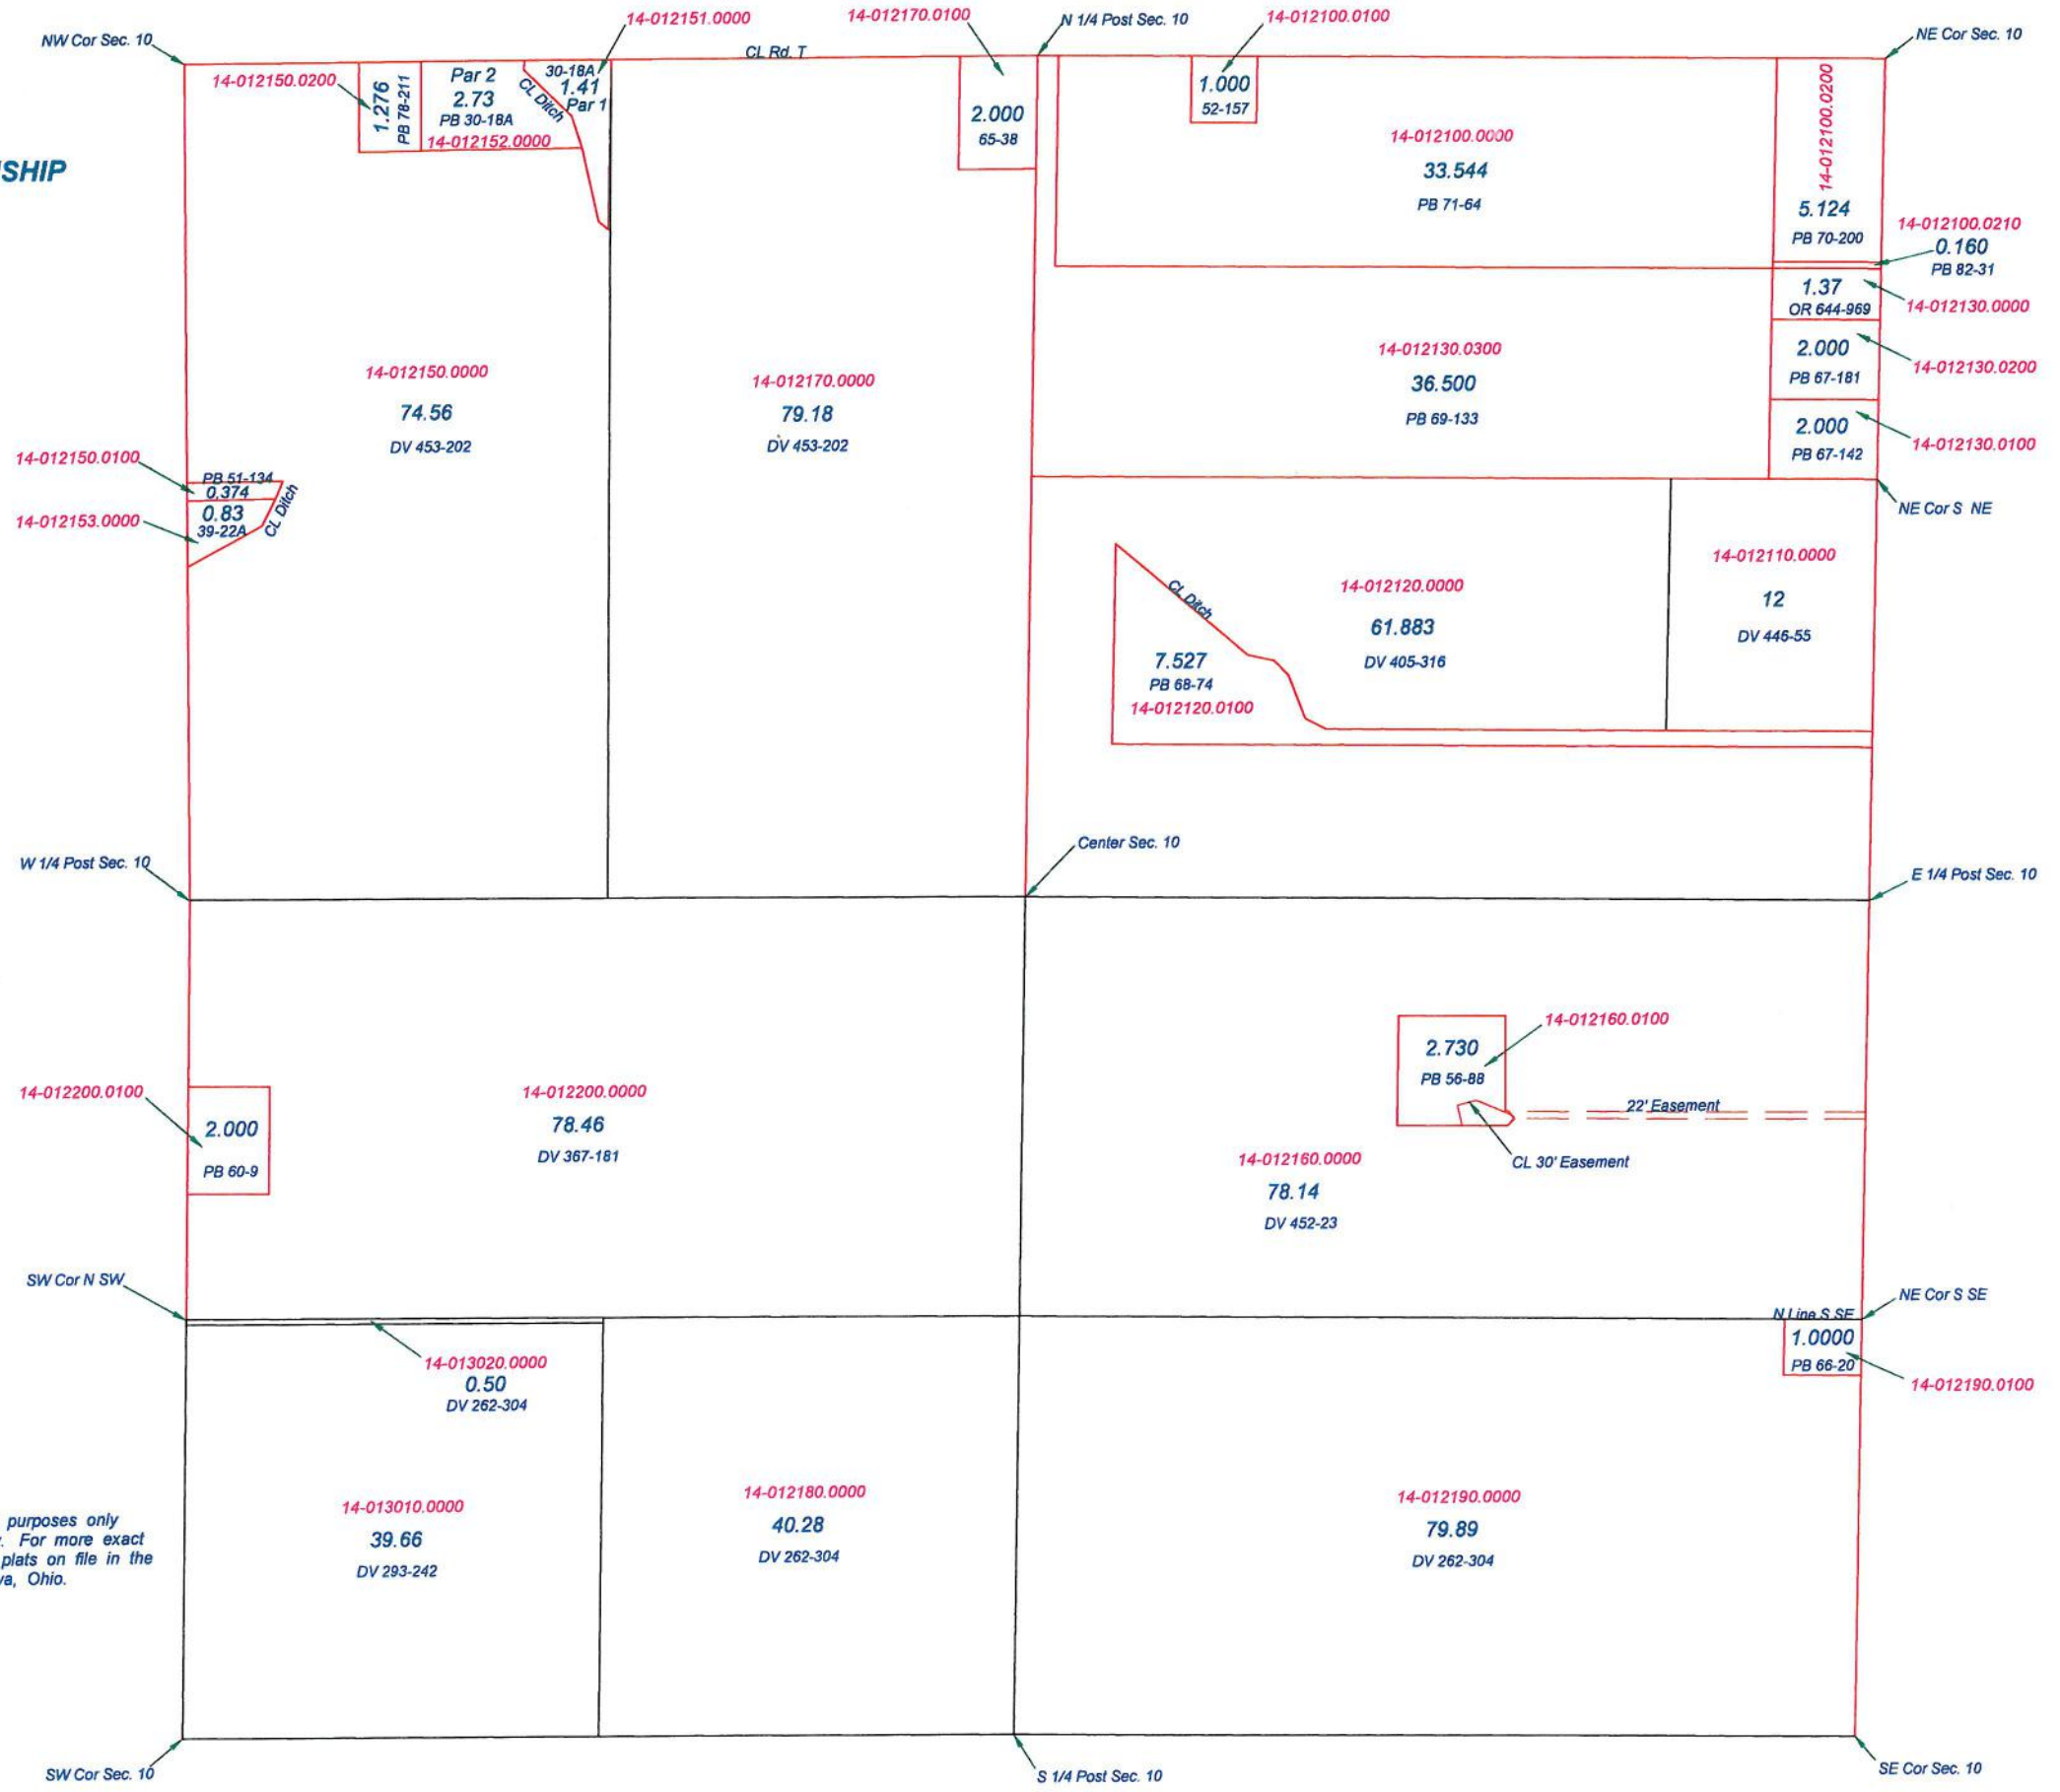 14-012151.0000
14-012170.0100
N 1/4 Post Sec. 10
14-012100.0100
NE Cor Sec. 10
NW Cor Sec. 10
CL Rd. T
14-012150.0200
1.276
PB 78-211
Par 2
2.73
PB 30-18A
14-012152.0000
CL Ditch
30-18A
1.41
Par 1
2.000
65-38
1.000
52-157
14-012100.0000
33.544
PB 71-64
14-012100.0200
5.124
PB 70-200
14-012100.0210
0.160
PB 82-31
1.37
OR 644-969
14-012130.0000
2.000
PB 67-181
14-012130.0200
2.000
PB 67-142
14-012130.0100
NE Cor S NE
14-012130.0300
36.500
PB 69-133
14-012150.0000
74.56
DV 453-202
14-012170.0000
79.18
DV 453-202
14-012150.0100
PB 51-134
0.374
14-012153.0000
0.83
39-22A
CL Ditch
14-012110.0000
12
DV 446-55
14-012120.0000
61.883
DV 405-316
CL Ditch
7.527
PB 68-74
14-012120.0100
W 1/4 Post Sec. 10
Center Sec. 10
E 1/4 Post Sec. 10
14-012200.0100
2.000
PB 60-9
14-012200.0000
78.46
DV 367-181
2.730
PB 56-88
14-012160.0100
22' Easement
CL 30' Easement
14-012160.0000
78.14
DV 452-23
SW Cor N SW
NE Cor S SE
N Line S SE
1.0000
PB 66-20
14-012190.0100
14-013020.0000
0.50
DV 262-304
14-013010.0000
39.66
DV 293-242
14-012180.0000
40.28
DV 262-304
14-012190.0000
79.89
DV 262-304
purposes only
For more exact
plats on file in the
Ohio.
SW Cor Sec. 10
S 1/4 Post Sec. 10
SE Cor Sec. 10